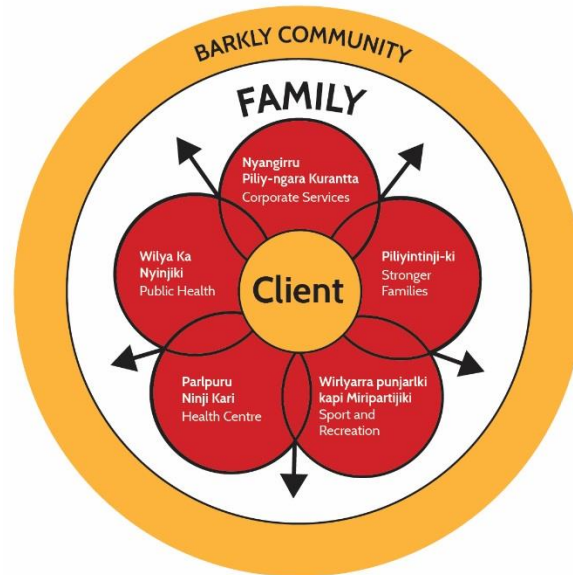 BARKLY COMMUNITY
FAMILY
Nyangirru
Piliy-ngara Kurantta
Corporate Services
Wilya Ka
Nyinjiki
Public Health
Piliyintinji-ki
Stronger
Families
Client
Parlpuru
Ninji Kari
Health Centre
Wirlyarra punjarlki
kapi Miripartijiki
Sport and
Recreation